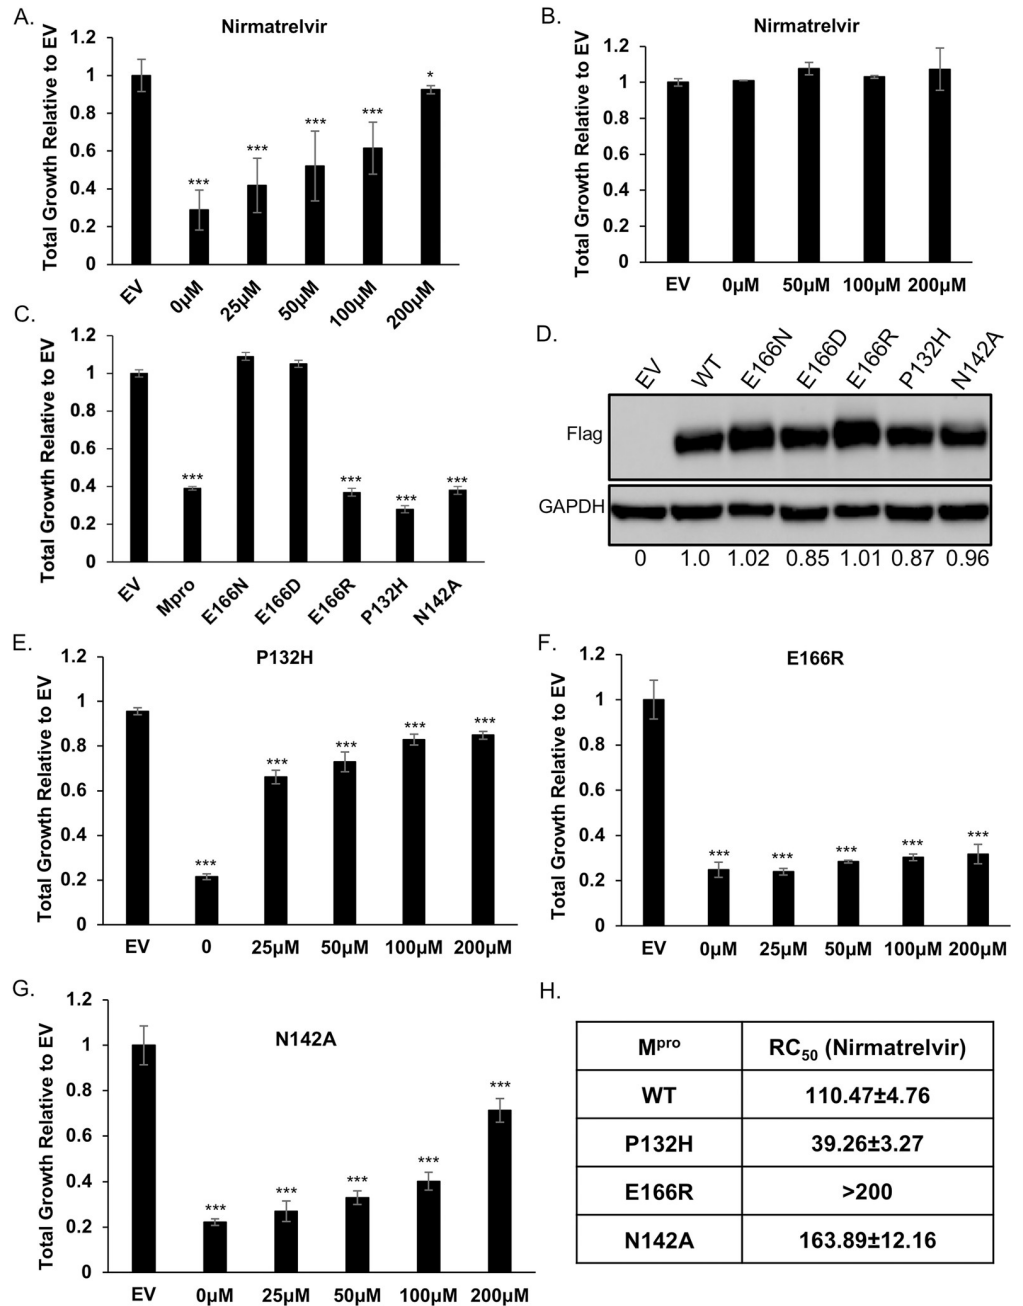 A.
Nirmatrelvir
Total Growth Relative to EV
1.2
1
0.8
0.6
0.4
0.2
0
***
***
***
***
*
EV
0µM
25µM
50µM
100µM
200µM
B.
Nirmatrelvir
Total Growth Relative to EV
1.2
1
0.8
0.6
0.4
0.2
0
EV
0µM
50µM
100µM
200µM
C.
Total Growth Relative to EV
1.2
1
0.8
0.6
0.4
0.2
0
***
***
***
***
EV
Mpro
E166N
E166D
E166R
P132H
N142A
D.
EV
WT
E166N
E166D
E166R
P132H
N142A
Flag
GAPDH
0 1.0 1.02 0.85 1.01 0.87 0.96
E.
P132H
Total Growth Relative to EV
1.2
1
0.8
0.6
0.4
0.2
0
***
***
***
***
***
EV 0 25µM 50µM 100µM 200µM
F.
E166R
Total Growth Relative to EV
1.2
1
0.8
0.6
0.4
0.2
0
***
***
***
***
***
EV 0µM 25µM 50µM 100µM 200µM
G.
N142A
Total Growth Relative to EV
1.2
1
0.8
0.6
0.4
0.2
0
***
***
***
***
***
EV 0µM 25µM 50µM 100µM 200µM
H.
Mpro RC50 (Nirmatrelvir)
WT 110.47±4.76
P132H 39.26±3.27
E166R >200
N142A 163.89±12.16